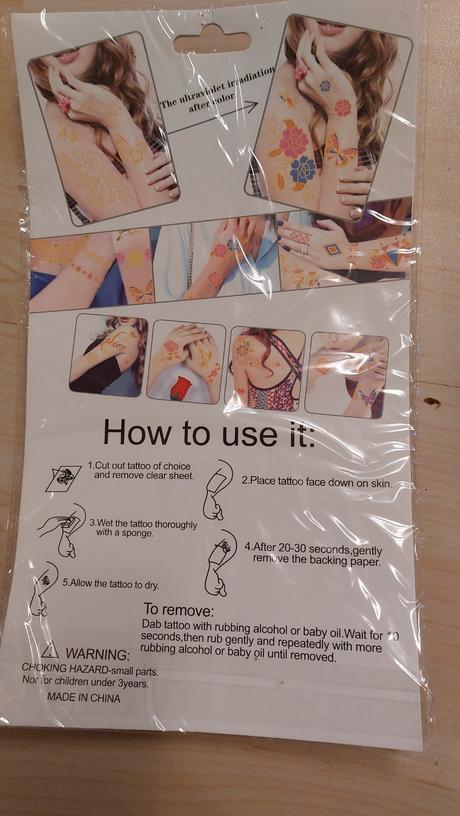 The ultraviolet irradiation
after color
How to use it:
1.Cut out tattoo of choice
and remove clear sheet.
2.Place tattoo face down on skin.
3.Wet the tattoo thoroughly
with a sponge.
4.After 20-30 seconds,gently
remove the backing paper.
5.Allow the tattoo to dry.
To remove:
Dab tattoo with rubbing alcohol or baby oil.Wait for 10
seconds,then rub gently and repeatedly with more
rubbing alcohol or baby oil until removed.
WARNING:
CHOKING HAZARD-small parts.
Not for children under 3years.
MADE IN CHINA